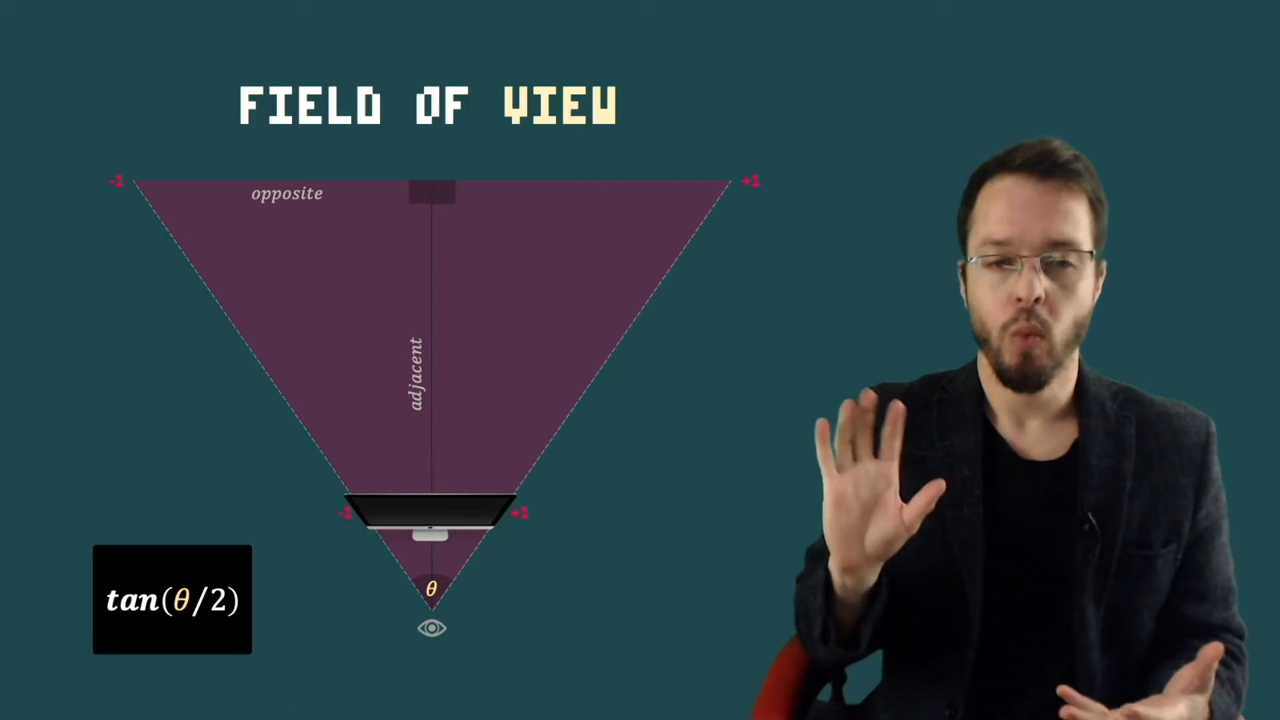 FIELD OF VIEW
-1
+1
opposite
adjacent
-1
+1
θ
tan(θ/2)